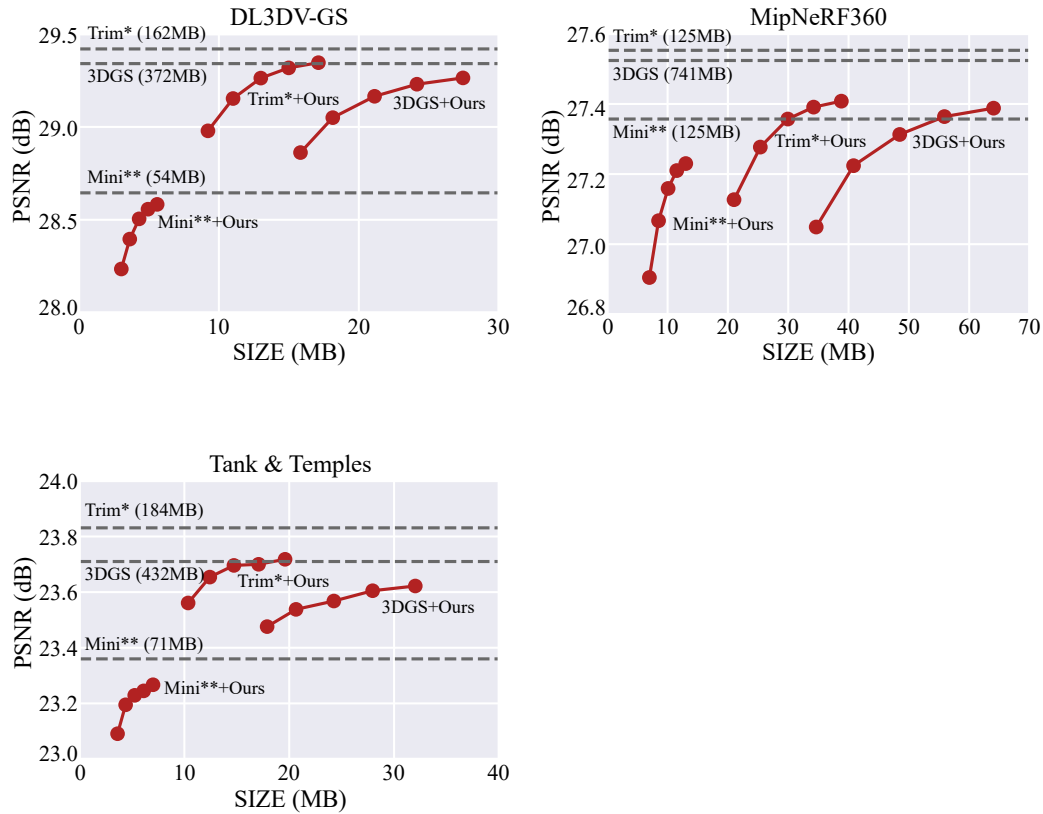 DL3DV-GS
29.5
29.0
28.5
28.0
PSNR (dB)
Trim* (162MB)
3DGS (372MB)
Trim*+Ours
3DGS+Ours
Mini** (54MB)
Mini**+Ours
0 10 20 30
SIZE (MB)
MipNeRF360
27.6
27.4
27.2
27.0
26.8
PSNR (dB)
Trim* (125MB)
3DGS (741MB)
Mini** (125MB)
Trim*+Ours
3DGS+Ours
Mini**+Ours
0 10 20 30 40 50 60 70
SIZE (MB)
Tank & Temples
24.0
23.8
23.6
23.4
23.2
23.0
PSNR (dB)
Trim* (184MB)
3DGS (432MB)
Trim*+Ours
3DGS+Ours
Mini** (71MB)
Mini**+Ours
0 10 20 30 40
SIZE (MB)